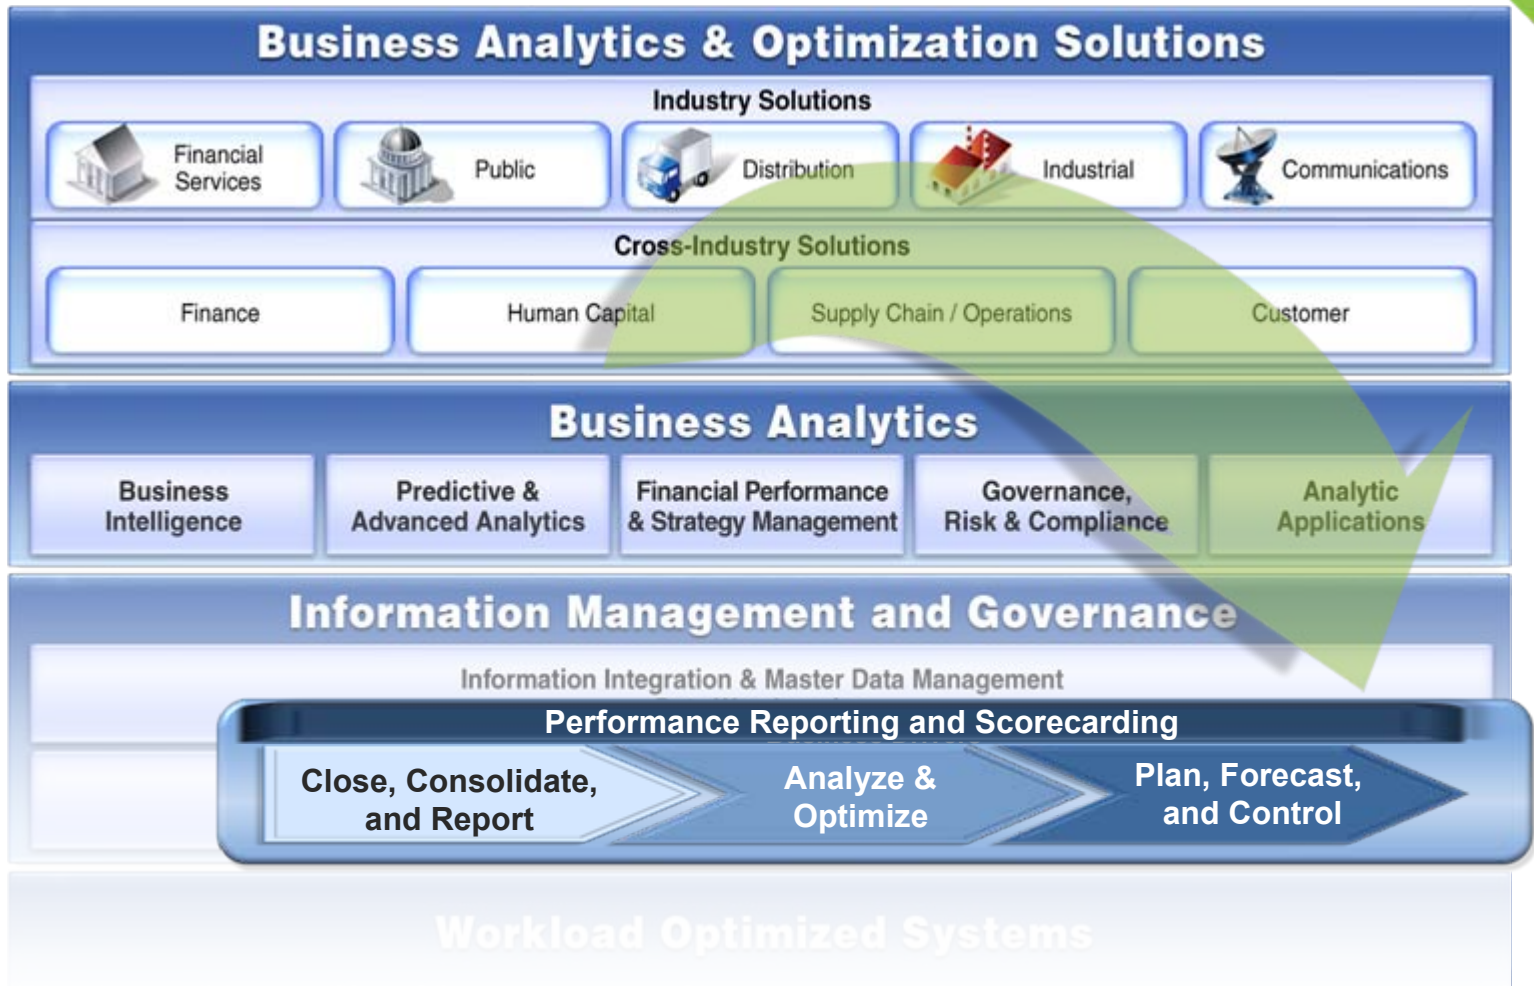 Business Analytics & Optimization Solutions
Industry Solutions
Financial
Services
Public
Distribution
Industrial
Communications
Cross-Industry Solutions
Finance
Human Capital
Supply Chain / Operations
Customer
Business Analytics
Business
Intelligence
Predictive &
Advanced Analytics
Financial Performance
& Strategy Management
Governance,
Risk & Compliance
Analytic
Applications
Information Management and Governance
Information Integration & Master Data Management
Performance Reporting and Scorecarding
Close, Consolidate,
and Report
Analyze &
Optimize
Plan, Forecast,
and Control
Workload Optimized Systems